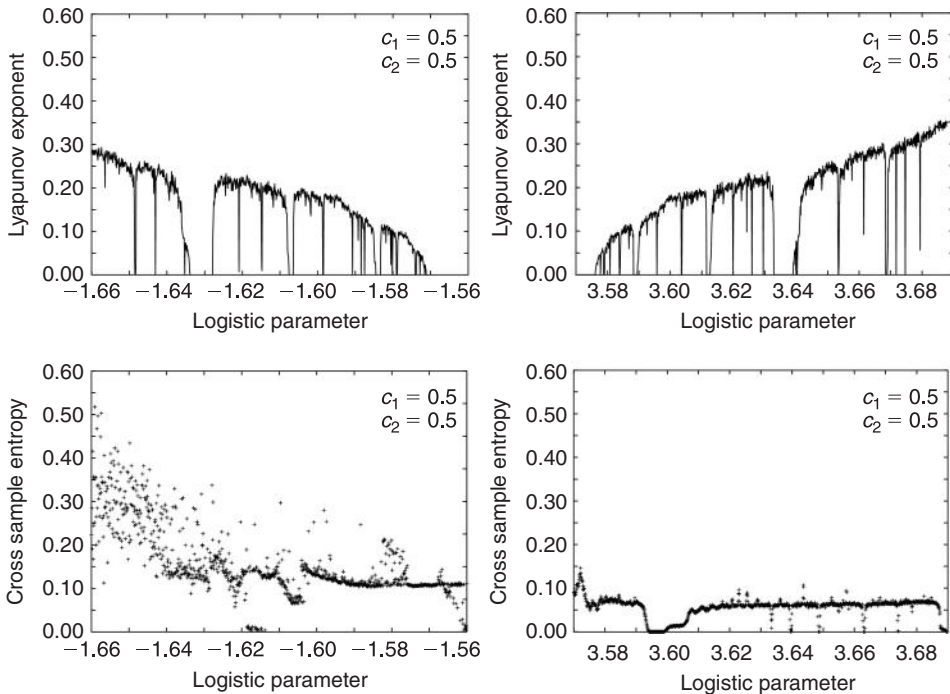 0.60
0.50
0.40
0.30
0.20
0.10
0.00
Lyapunov exponent
c1 = 0.5
c2 = 0.5
−1.66 −1.64 −1.62 −1.60 −1.58 −1.56
Logistic parameter
0.60
0.50
0.40
0.30
0.20
0.10
0.00
Lyapunov exponent
c1 = 0.5
c2 = 0.5
3.58 3.60 3.62 3.64 3.66 3.68
Logistic parameter
0.60
0.50
0.40
0.30
0.20
0.10
0.00
Cross sample entropy
c1 = 0.5
c2 = 0.5
−1.66 −1.64 −1.62 −1.60 −1.58 −1.56
Logistic parameter
0.60
0.50
0.40
0.30
0.20
0.10
0.00
Cross sample entropy
c1 = 0.5
c2 = 0.5
3.58 3.60 3.62 3.64 3.66 3.68
Logistic parameter